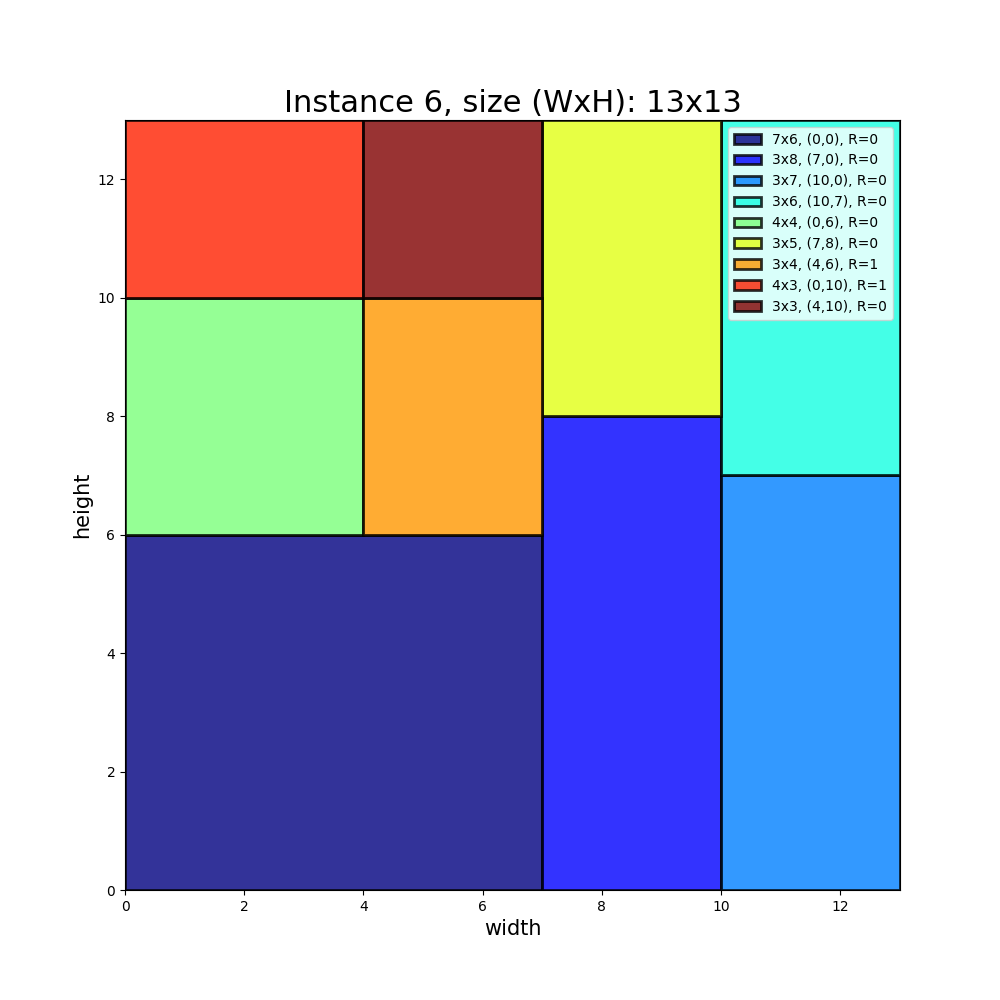 Instance 6, size (WxH): 13x13
7x6, (0,0), R=0
3x8, (7,0), R=0
3x7, (10,0), R=0
3x6, (10,7), R=0
4x4, (0,6), R=0
3x5, (7,8), R=0
3x4, (4,6), R=1
4x3, (0,10), R=1
3x3, (4,10), R=0
12
10
8
6
4
2
0
height
0 2 4 6 8 10 12
width